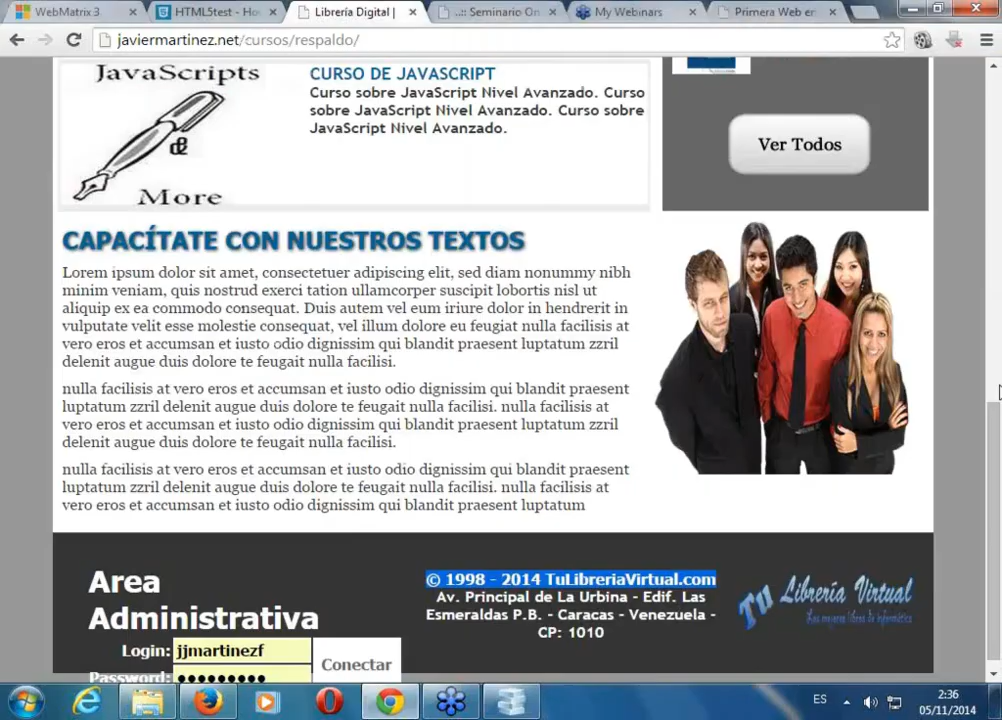 WebMatrix 3
HTML5test - Ho
Librería Digital |
..:: Seminario On
My Webinars
Primera Web en
javiermartinez.net/cursos/respaldo/
JavaScripts
More
CURSO DE JAVASCRIPT
Curso sobre JavaScript Nivel Avanzado. Curso
sobre JavaScript Nivel Avanzado. Curso sobre
JavaScript Nivel Avanzado.
Ver Todos
CAPACÍTATE CON NUESTROS TEXTOS
Lorem ipsum dolor sit amet, consectetuer adipiscing elit, sed diam nonummy nibh
minim veniam, quis nostrud exerci tation ullamcorper suscipit lobortis nisl ut
aliquip ex ea commodo consequat. Duis autem vel eum iriure dolor in hendrerit in
vulputate velit esse molestie consequat, vel illum dolore eu feugiat nulla facilisis at
vero eros et accumsan et iusto odio dignissim qui blandit praesent luptatum zzril
delenit augue duis dolore te feugait nulla facilisi.
nulla facilisis at vero eros et accumsan et iusto odio dignissim qui blandit praesent
luptatum zzril delenit augue duis dolore te feugait nulla facilisi. nulla facilisis at
vero eros et accumsan et iusto odio dignissim qui blandit praesent luptatum zzril
delenit augue duis dolore te feugait nulla facilisi.
nulla facilisis at vero eros et accumsan et iusto odio dignissim qui blandit praesent
luptatum zzril delenit augue duis dolore te feugait nulla facilisi. nulla facilisis at
vero eros et accumsan et iusto odio dignissim qui blandit praesent luptatum
Area
Administrativa
Login: jjmartinezf
Password: •••••••••
Conectar
© 1998 - 2014 TuLibreriaVirtual.com
Av. Principal de La Urbina - Edif. Las
Esmeraldas P.B. - Caracas - Venezuela -
CP: 1010
Tu Librería Virtual
Los mejores libros de informática
ES
2:36
05/11/2014